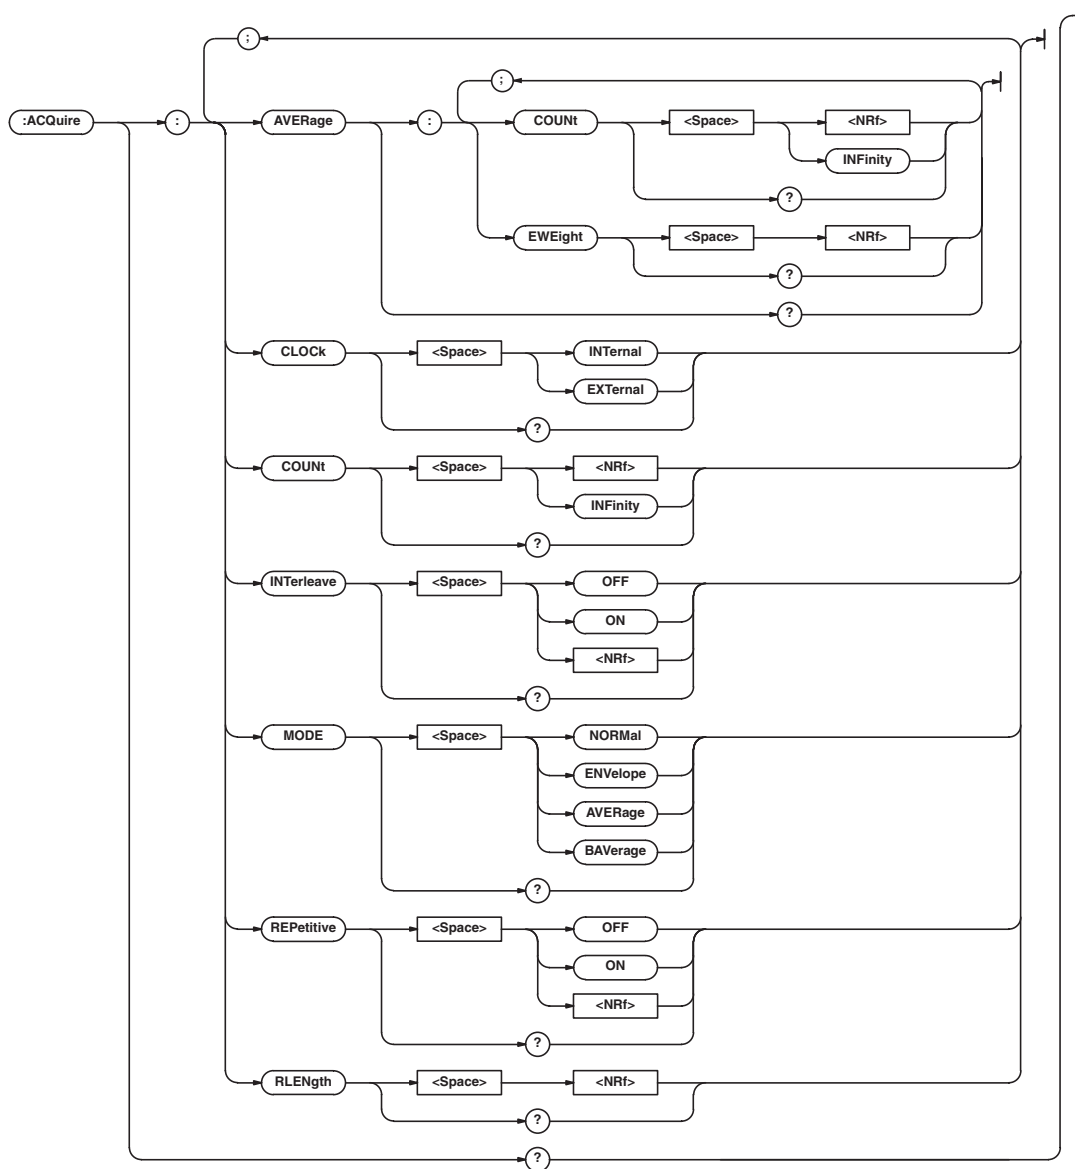 ;
;
:ACQuire : AVERage : COUNt <Space> <NRf>
INFinity
?
EWEight <Space> <NRf>
?
?
CLOCk <Space> INTernal
EXTernal
?
COUNt <Space> <NRf>
INFinity
?
INTerleave <Space> OFF
ON
<NRf>
?
MODE <Space> NORMal
ENVelope
AVERage
BAVerage
?
REPetitive <Space> OFF
ON
<NRf>
?
RLENgth <Space> <NRf>
?
?